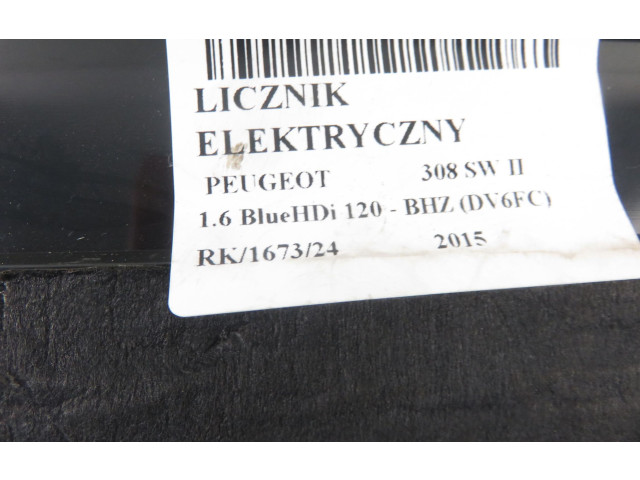 LICZNIK
ELEKTRYCZNY
PEUGEOT 308 SW II
1.6 BlueHDi 120 - BHZ (DV6FC)
RK/1673/24 2015